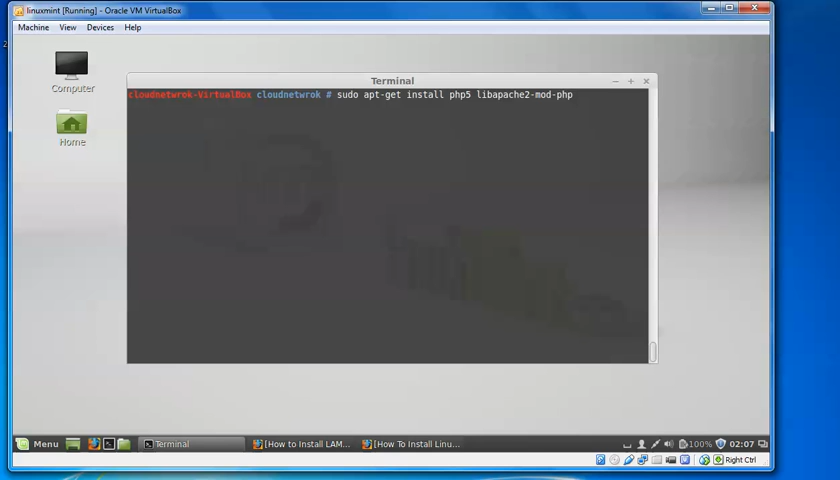 linuxmint [Running] - Oracle VM VirtualBox
Machine View Devices Help
Computer
Home
Terminal
cloudnetwrok-VirtualBox cloudnetwrok # sudo apt-get install php5 libapache2-mod-php
Menu
Terminal
[How to Install LAM...
[How To Install Linu...
100%
02:07
Right Ctrl